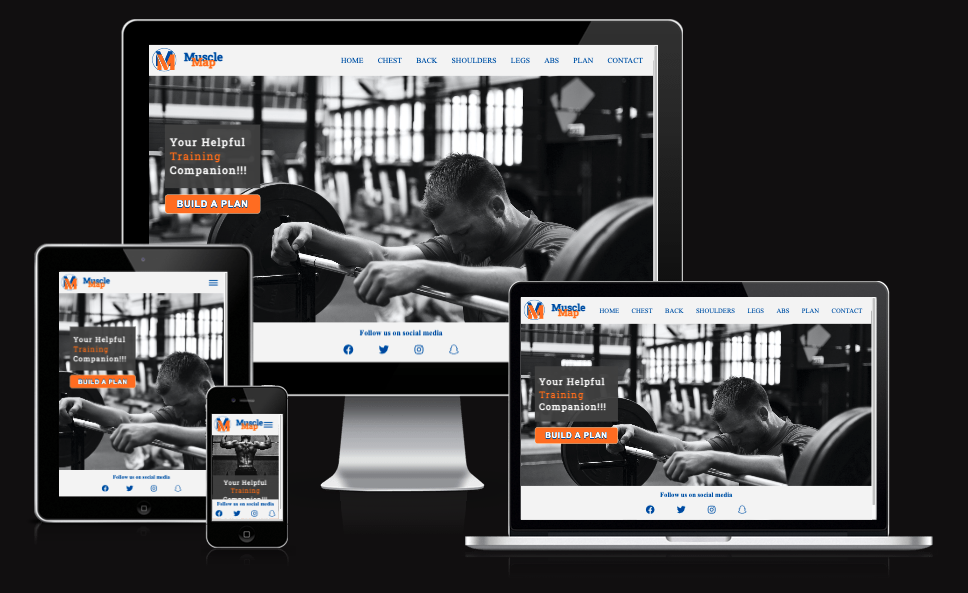 Muscle
Map
HOME CHEST BACK SHOULDERS LEGS ABS PLAN CONTACT
Your Helpful
Training
Companion!!!
BUILD A PLAN
Follow us on social media
Muscle
Map
Your Helpful
Training
Companion!!!
BUILD A PLAN
Follow us on social media
Muscle
Map
Your Helpful
Training
Companion!!!
Follow us on social media
Muscle
Map
HOME CHEST BACK SHOULDERS LEGS ABS PLAN CONTACT
Your Helpful
Training
Companion!!!
BUILD A PLAN
Follow us on social media